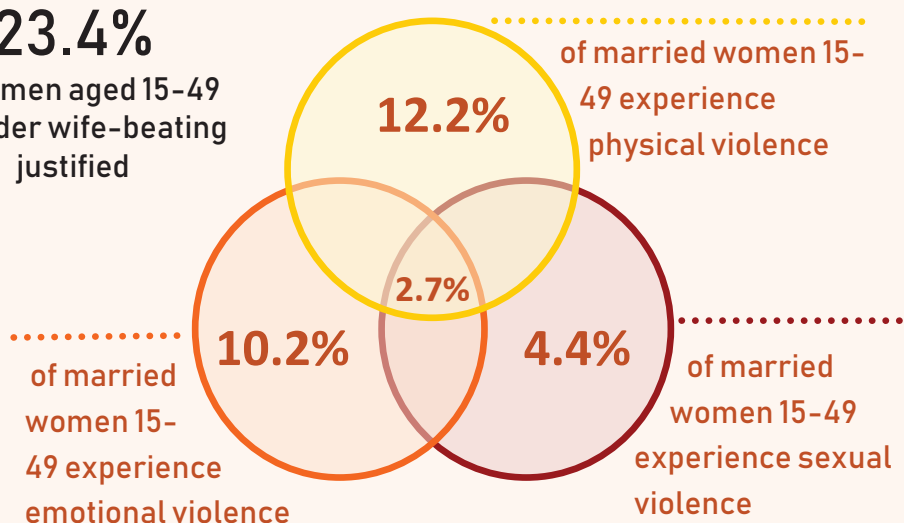 23.4%
men aged 15-49
der wife-beating
justified
12.2%
of married women 15-
49 experience
physical violence
2.7%
10.2%
4.4%
of married
women 15-
49 experience
emotional violence
of married
women 15-49
experience sexual
violence